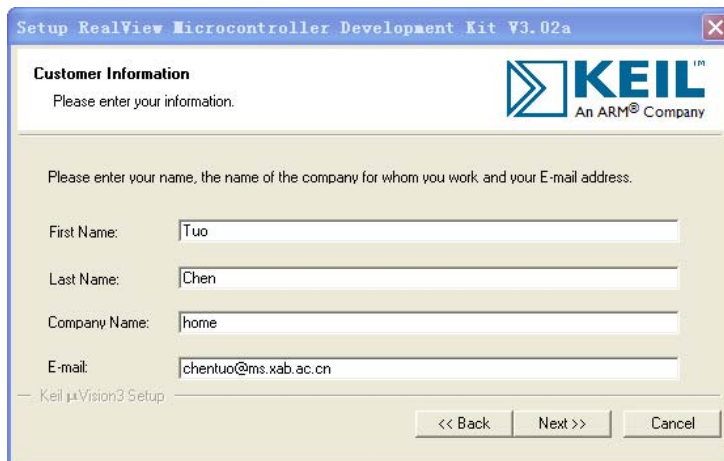 Setup RealView Microcontroller Development Kit V3.02a
Customer Information
Please enter your information.
KEIL™
An ARM® Company
Please enter your name, the name of the company for whom you work and your E-mail address.
First Name: Tuo
Last Name: Chen
Company Name: home
E-mail: chentuo@ms.xab.ac.cn
Keil µVision3 Setup
<< Back Next >> Cancel